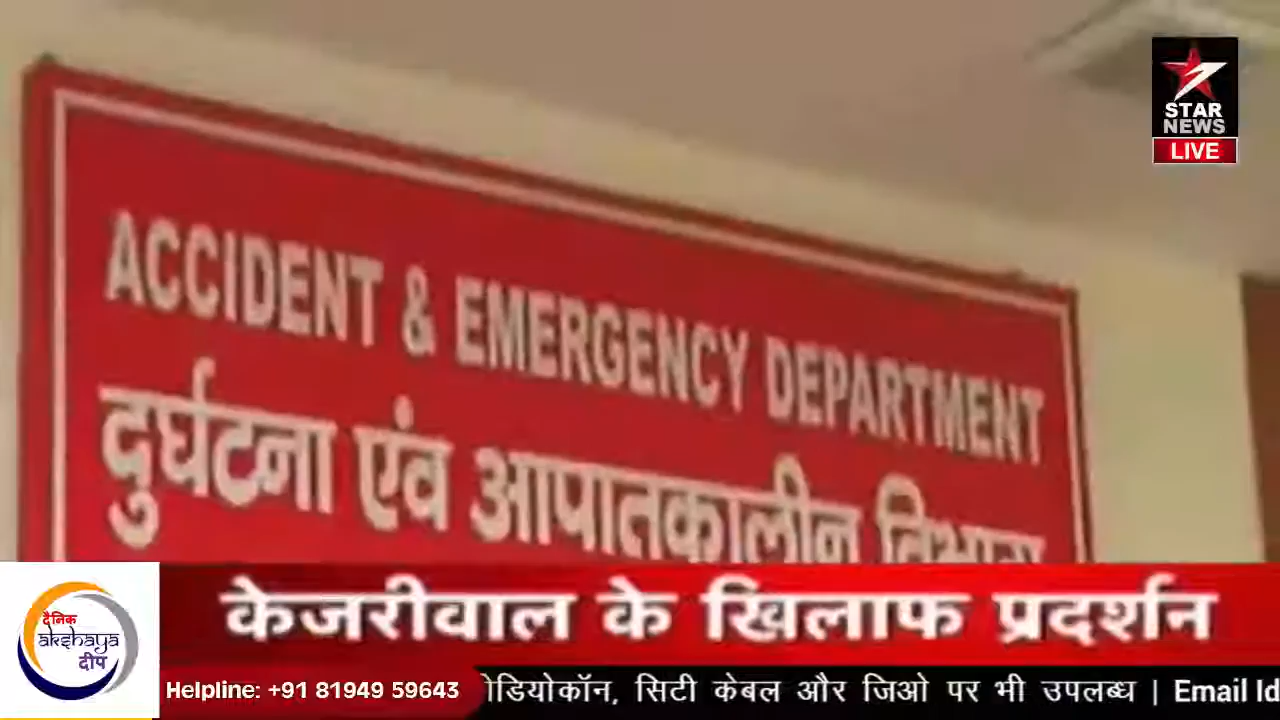 STAR
NEWS
LIVE
ACCIDENT & EMERGENCY DEPARTMENT
दुर्घटना एंव आपातकालीन विभाग
केजरीवाल के खिलाफ प्रदर्शन
दैनिक
akshaya
दीप
Helpline: +91 81949 59643
सिटी केबल और जिओ पर भी उपलब्ध | Email Id